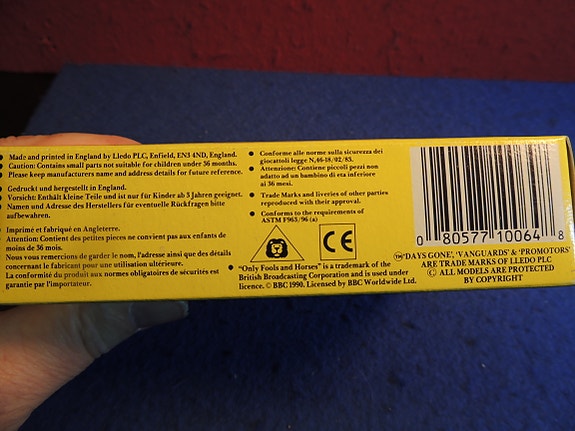 Made and printed in England by Lledo PLC, Enfield, EN3 4ND, England.
Caution: Contains small parts not suitable for children under 36 months.
Please keep manufacturers name and address details for future reference.
Gedruckt und hergestellt in England.
Vorsicht: Enthält kleine Teile und ist nur für Kinder ab 3 Jahren geeignet.
Namen und Adresse des Herstellers für eventuelle Rückfragen bitte
aufbewahren.
Imprimé et fabriqué en Angleterre.
Attention: Contient des petites pieces ne convient pas aux enfants de
moins de 36 mois.
Nous vous remercions de garder le nom, l'adresse ainsi que des détails
concernant le fabricant pour une utilisation ultérieure.
La conformité du produit aux normes obligatoires de sécurités est
garantie par l'importateur.
Conforme alle norme sulla sicurezza dei
giocattoli legge N,46-18/02/83.
Attenzione: Contiene piccoli pezzi non
adatto ad un bambino di eta inferiore
ai 36 mesi.
Trade Marks and liveries of other parties
reproduced with their approval.
Conforms to the requirements of
ASTM F963/96 (a)
CE
"Only Fools and Horses" is a trademark of the
British Broadcasting Corporation and is used under
licence. © BBC 1990. Licensed by BBC Worldwide Ltd.
0 80577 10064 8
™'DAYS GONE', 'VANGUARDS' & 'PROMOTORS'
ARE TRADE MARKS OF LLEDO PLC
© ALL MODELS ARE PROTECTED
BY COPYRIGHT